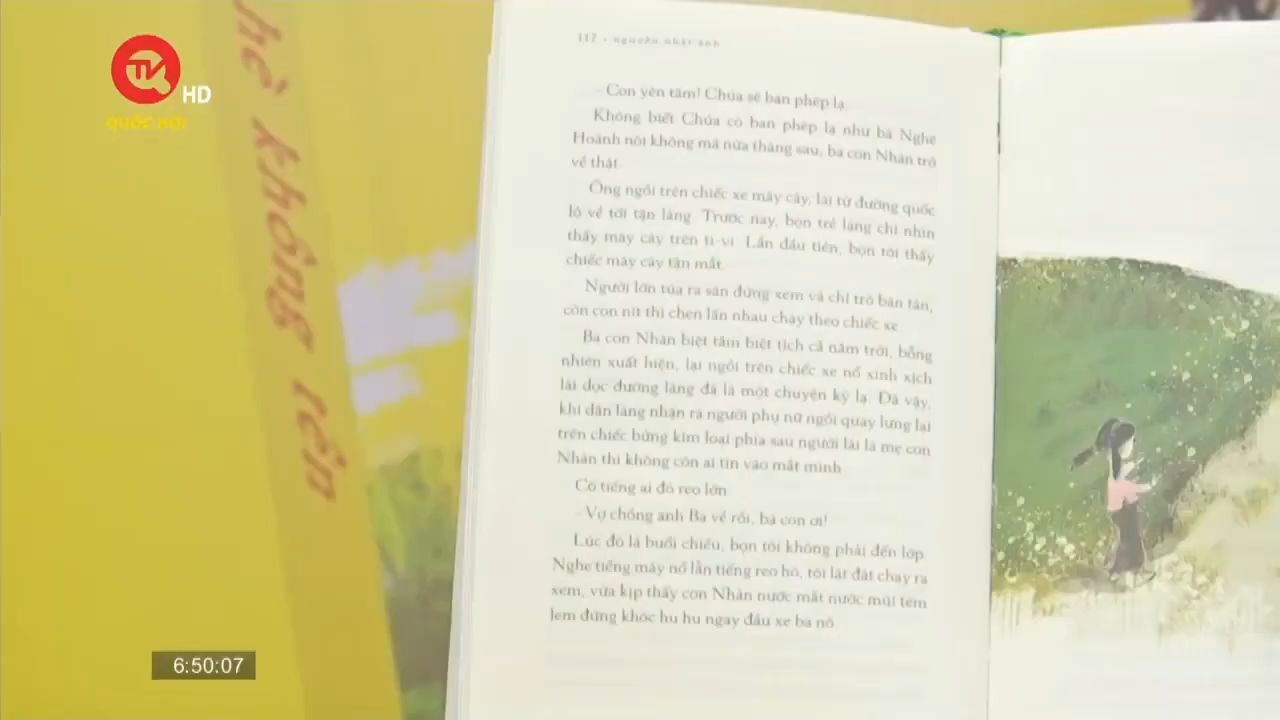 TV
HD
QUỐC HỘI
hè không tên
112 • nguyễn nhật ánh
- Con yên tâm! Chúa sẽ ban phép lạ.
Không biết Chúa có ban phép lạ như bà Nghệ
Hoành nói không mà nửa tháng sau, ba con Nhàn trở
về thật.
Ông ngồi trên chiếc xe máy cày, lái từ đường quốc
lộ về tới tận làng. Trước nay, bọn trẻ làng chỉ nhìn
thấy máy cày trên ti-vi. Lần đầu tiên, bọn tôi thấy
chiếc máy cày tận mắt.
Người lớn túa ra sân đứng xem và chỉ trỏ bàn tán,
còn con nít thì chen lấn nhau chạy theo chiếc xe.
Ba con Nhàn biệt tăm biệt tích cả năm trời, bỗng
nhiên xuất hiện, lại ngồi trên chiếc xe nổ xình xịch
lái dọc đường làng đã là một chuyện kỳ lạ. Đã vậy,
khi dân làng nhận ra người phụ nữ ngồi quay lưng lại
trên chiếc bửng kim loại phía sau người lái là mẹ con
Nhàn thì không còn ai tin vào mắt mình.
Có tiếng ai đó reo lớn:
- Vợ chồng anh Ba về rồi, bà con ơi!
Lúc đó là buổi chiều, bọn tôi không phải đến lớp.
Nghe tiếng máy nổ lẫn tiếng reo hò, tôi lật đật chạy ra
xem, vừa kịp thấy con Nhàn nước mắt nước mũi tèm
lem đứng khóc hu hu ngay đầu xe ba nó.
6:50:07